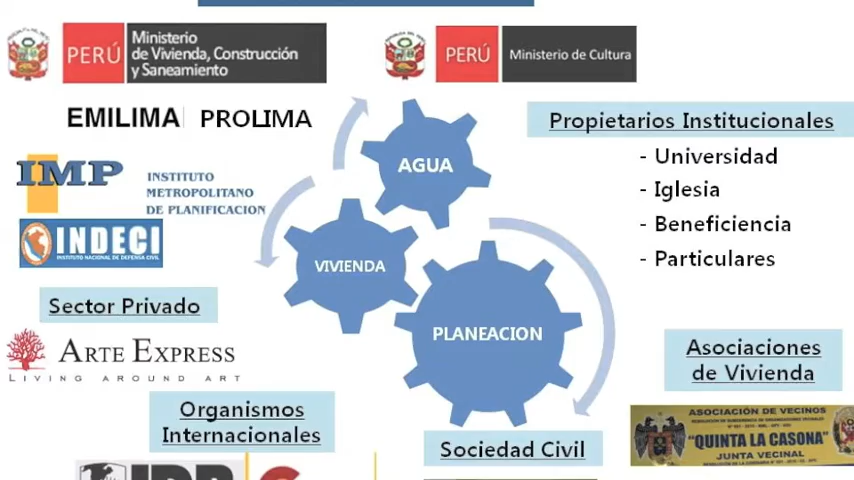 PERÚ
Ministerio
de Vivienda, Construcción
y Saneamiento
PERÚ
Ministerio de Cultura
EMILIMA
PROLIMA
IMP
INSTITUTO
METROPOLITANO
DE PLANIFICACION
INDECI
INSTITUTO NACIONAL DE DEFENSA CIVIL
AGUA
VIVIENDA
PLANEACION
Propietarios Institucionales
- Universidad
- Iglesia
- Beneficiencia
- Particulares
Sector Privado
ARTE EXPRESS
LIVING AROUND ART
Organismos
Internacionales
Sociedad Civil
Asociaciones
de Vivienda
ASOCIACIÓN DE VECINOS
"QUINTA LA CASONA"
JUNTA VECINAL